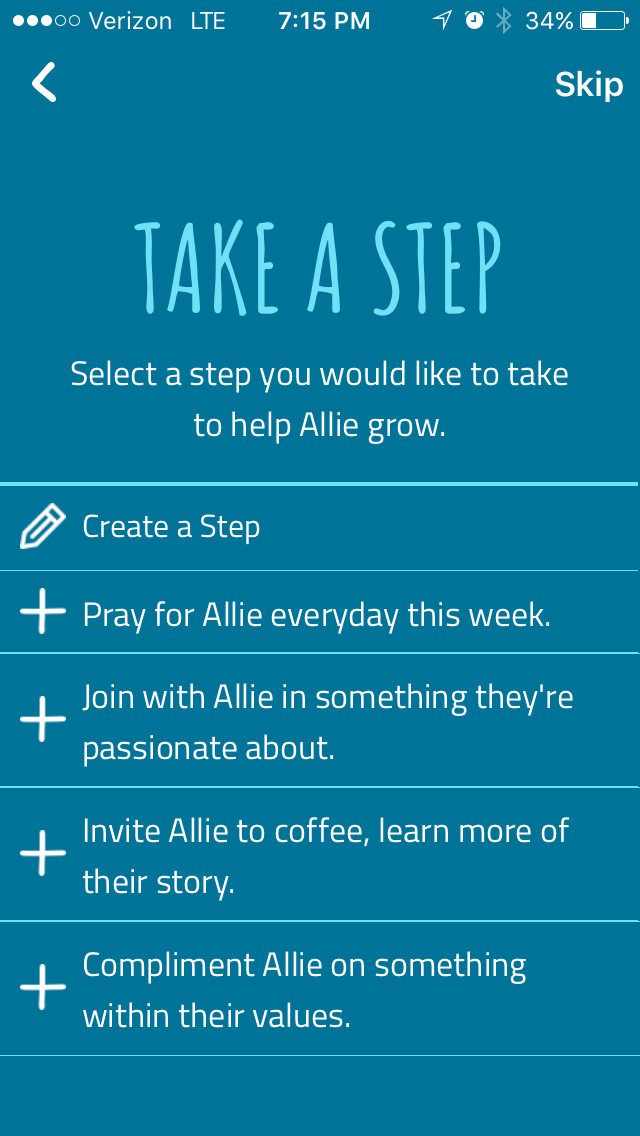 Verizon LTE 7:15 PM 34%
Skip
TAKE A STEP
Select a step you would like to take
to help Allie grow.
Create a Step
Pray for Allie everyday this week.
Join with Allie in something they're
passionate about.
Invite Allie to coffee, learn more of
their story.
Compliment Allie on something
within their values.